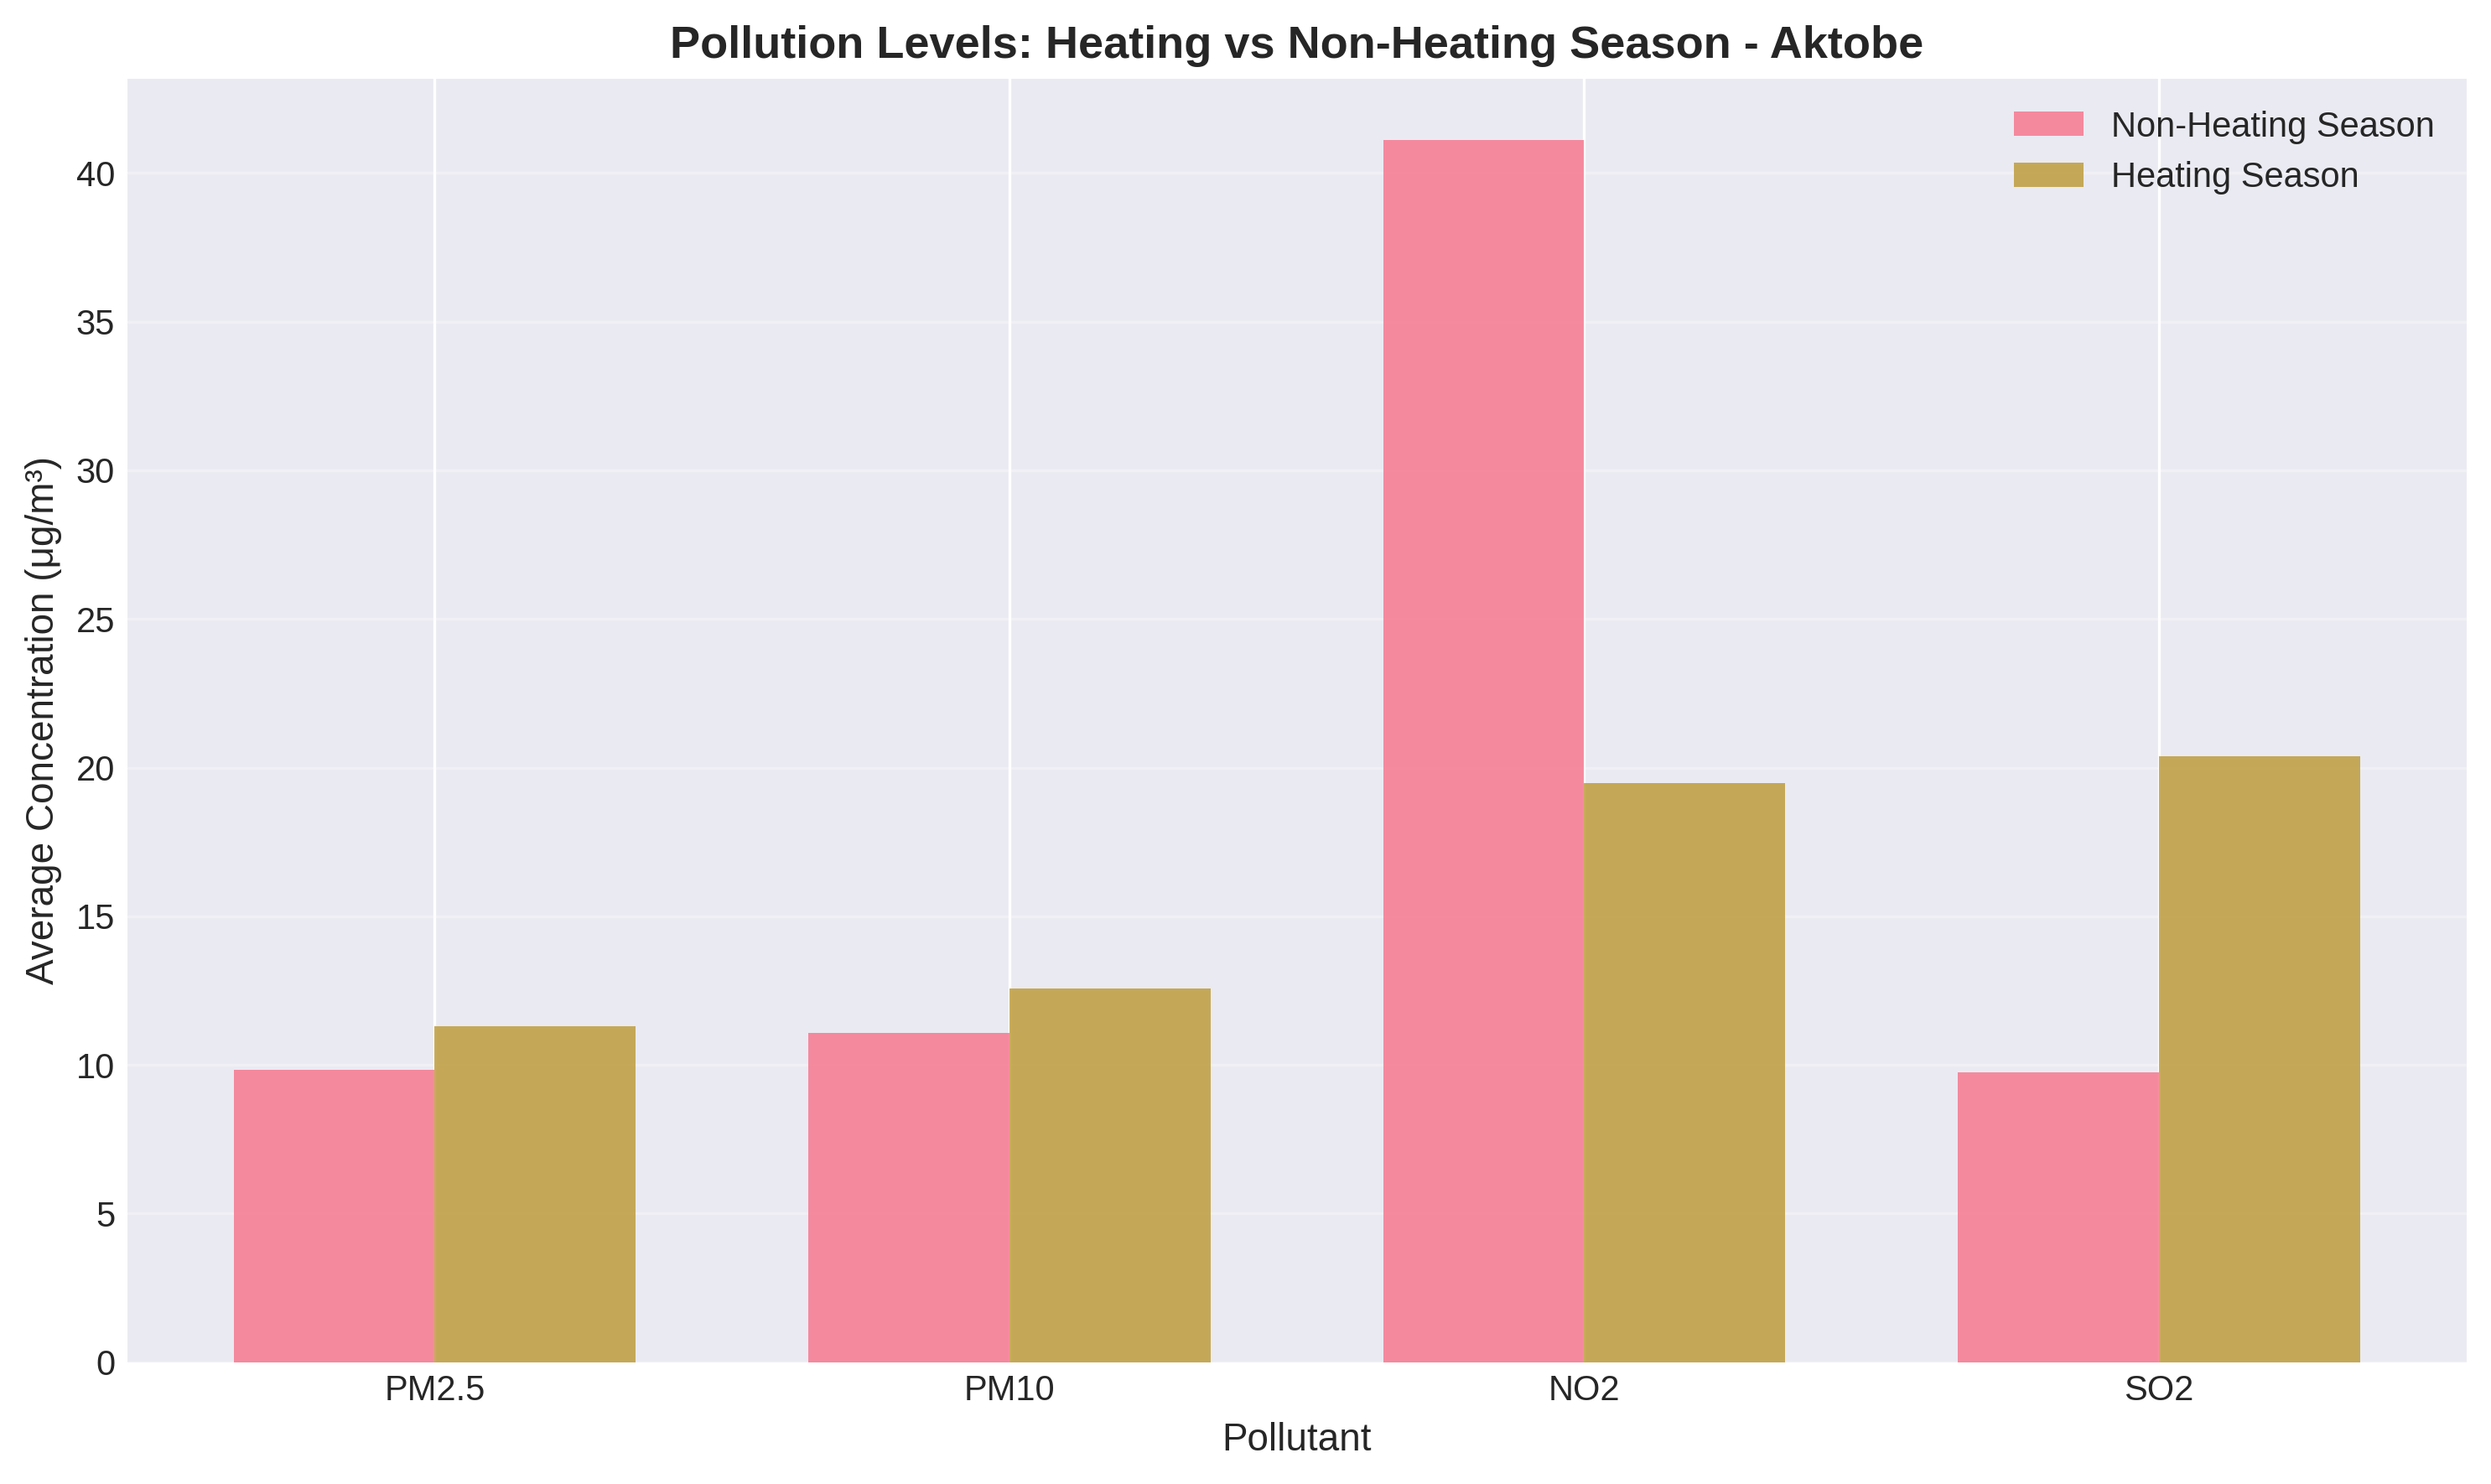 Pollution Levels: Heating vs Non-Heating Season - Aktobe
Non-Heating Season
Heating Season
Average Concentration (µg/m³)
40
35
30
25
20
15
10
5
0
PM2.5
PM10
NO2
SO2
Pollutant